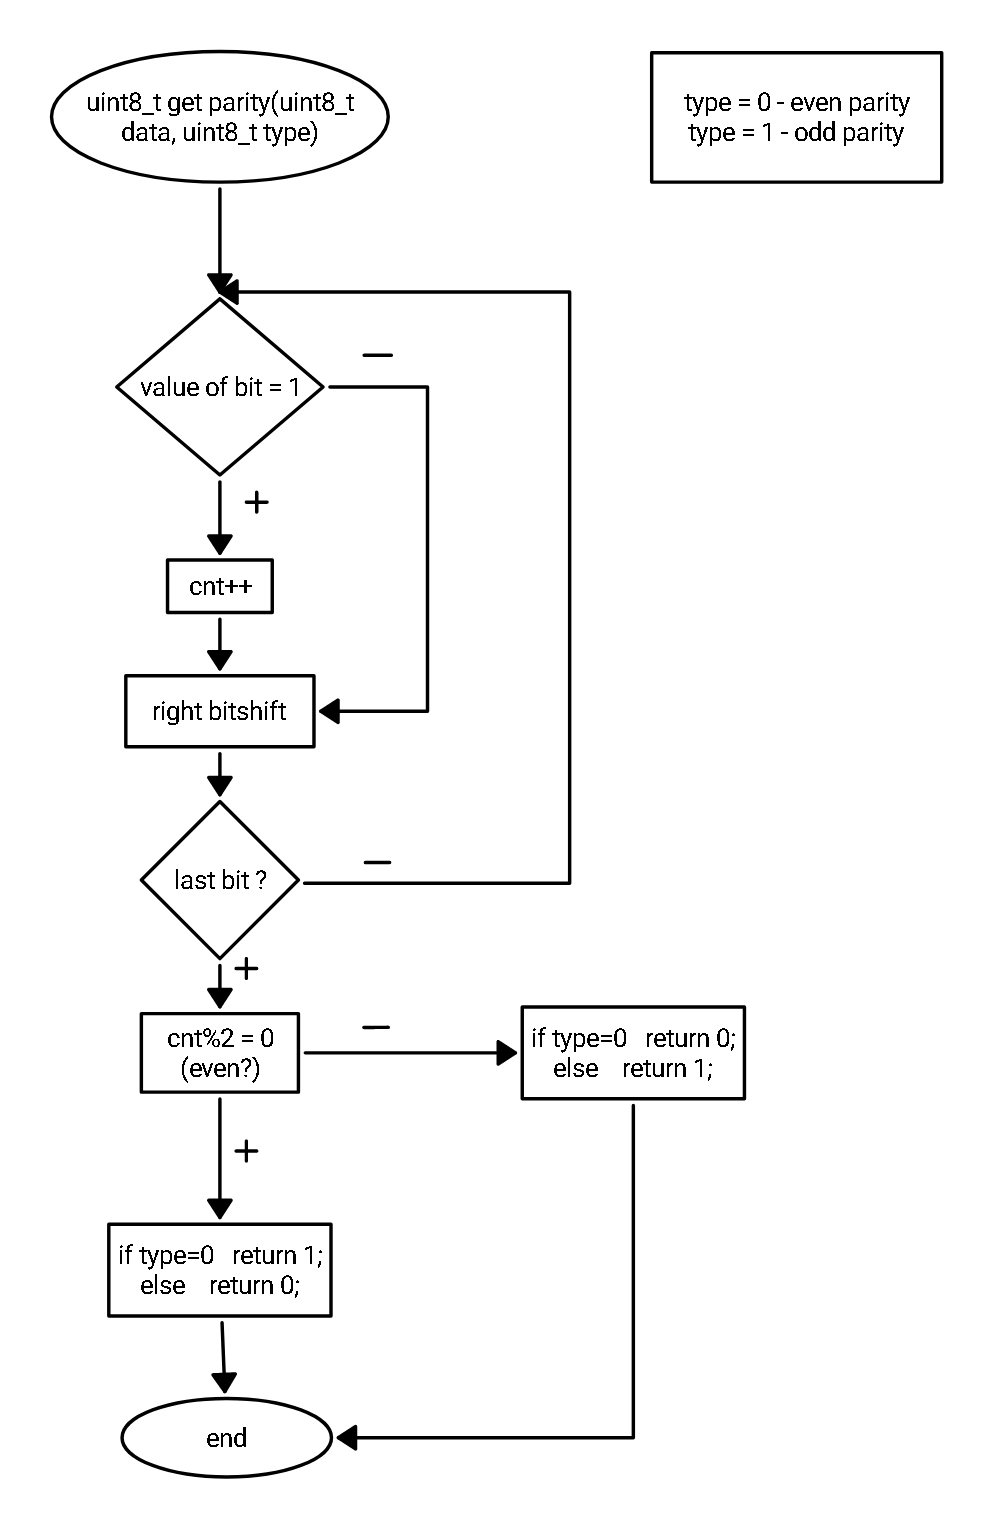 uint8_t get parity(uint8_t
data, uint8_t type)
type = 0 - even parity
type = 1 - odd parity
value of bit = 1
—
+
cnt++
right bitshift
last bit ?
—
+
cnt%2 = 0
(even?)
—
if type=0 return 0;
else return 1;
+
if type=0 return 1;
else return 0;
end